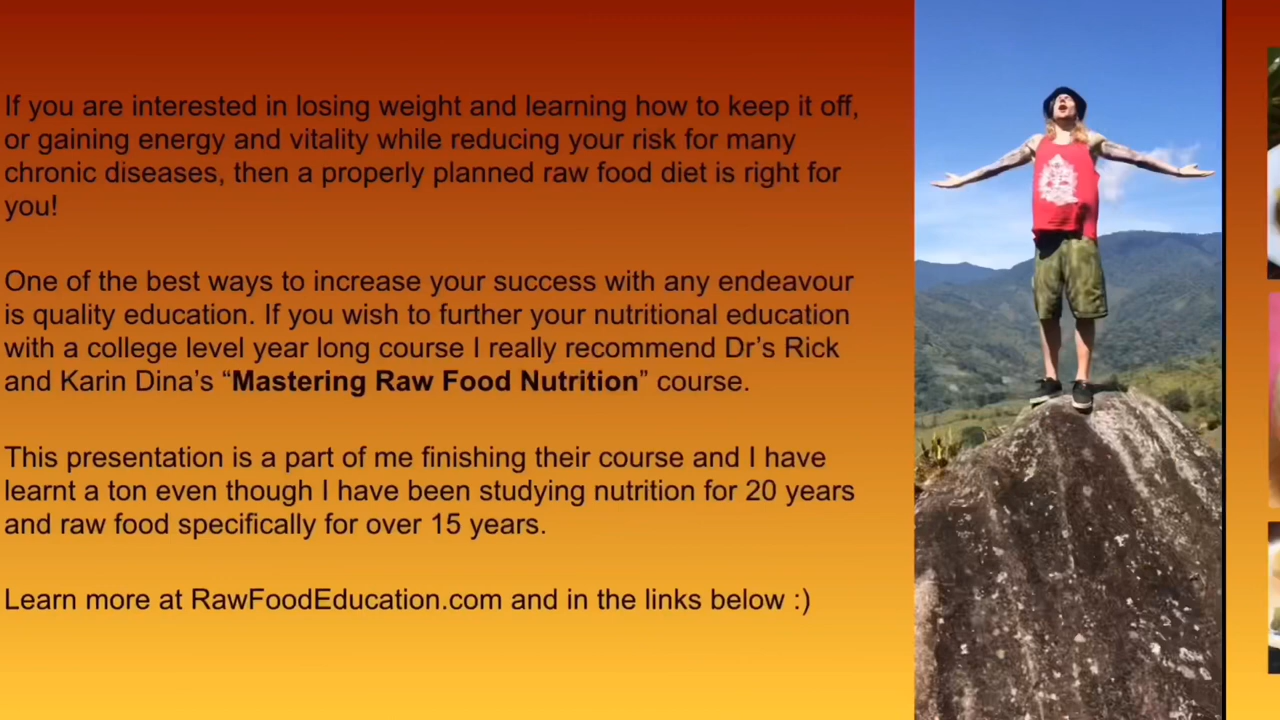 If you are interested in losing weight and learning how to keep it off,
or gaining energy and vitality while reducing your risk for many
chronic diseases, then a properly planned raw food diet is right for
you!
One of the best ways to increase your success with any endeavour
is quality education. If you wish to further your nutritional education
with a college level year long course I really recommend Dr’s Rick
and Karin Dina’s “Mastering Raw Food Nutrition” course.
This presentation is a part of me finishing their course and I have
learnt a ton even though I have been studying nutrition for 20 years
and raw food specifically for over 15 years.
Learn more at RawFoodEducation.com and in the links below :)